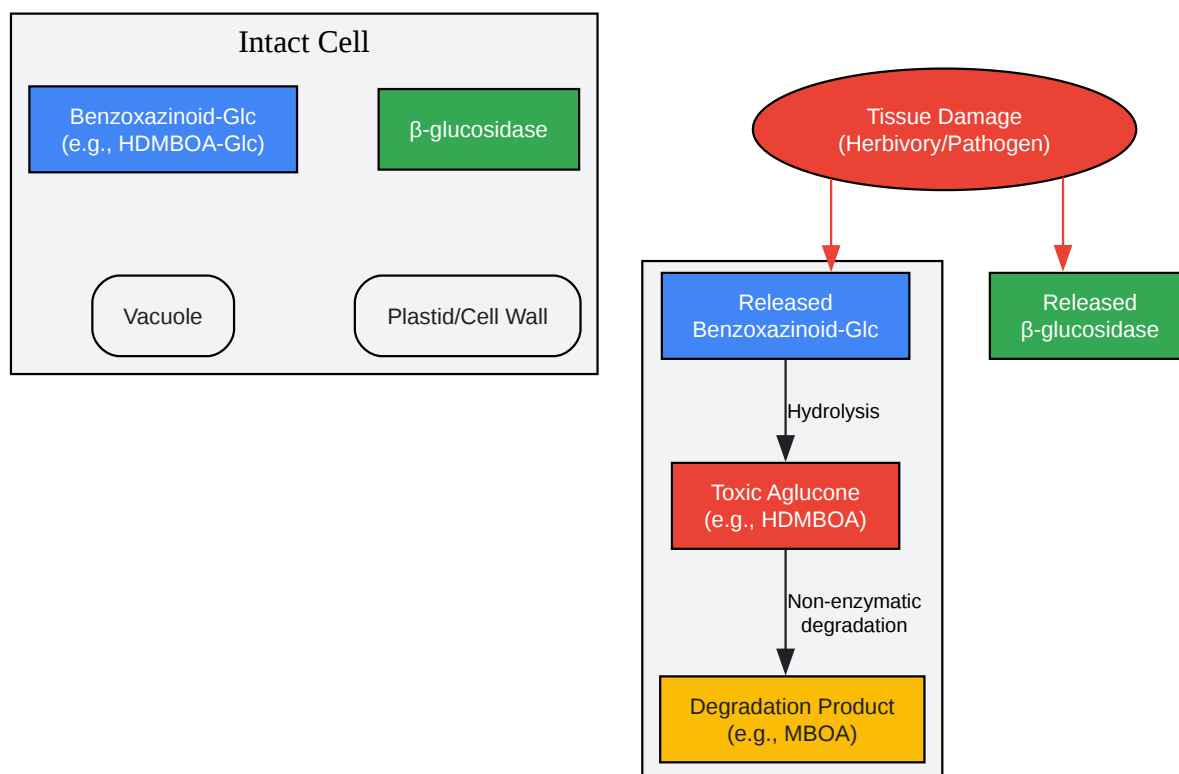 Intact Cell
Benzoxazinoid-Glc
(e.g., HDMBOA-Glc)
β-glucosidase
Vacuole
Plastid/Cell Wall
Tissue Damage
(Herbivory/Pathogen)
Released
Benzoxazinoid-Glc
Released
β-glucosidase
Hydrolysis
Toxic Aglucone
(e.g., HDMBOA)
Non-enzymatic
degradation
Degradation Product
(e.g., MBOA)